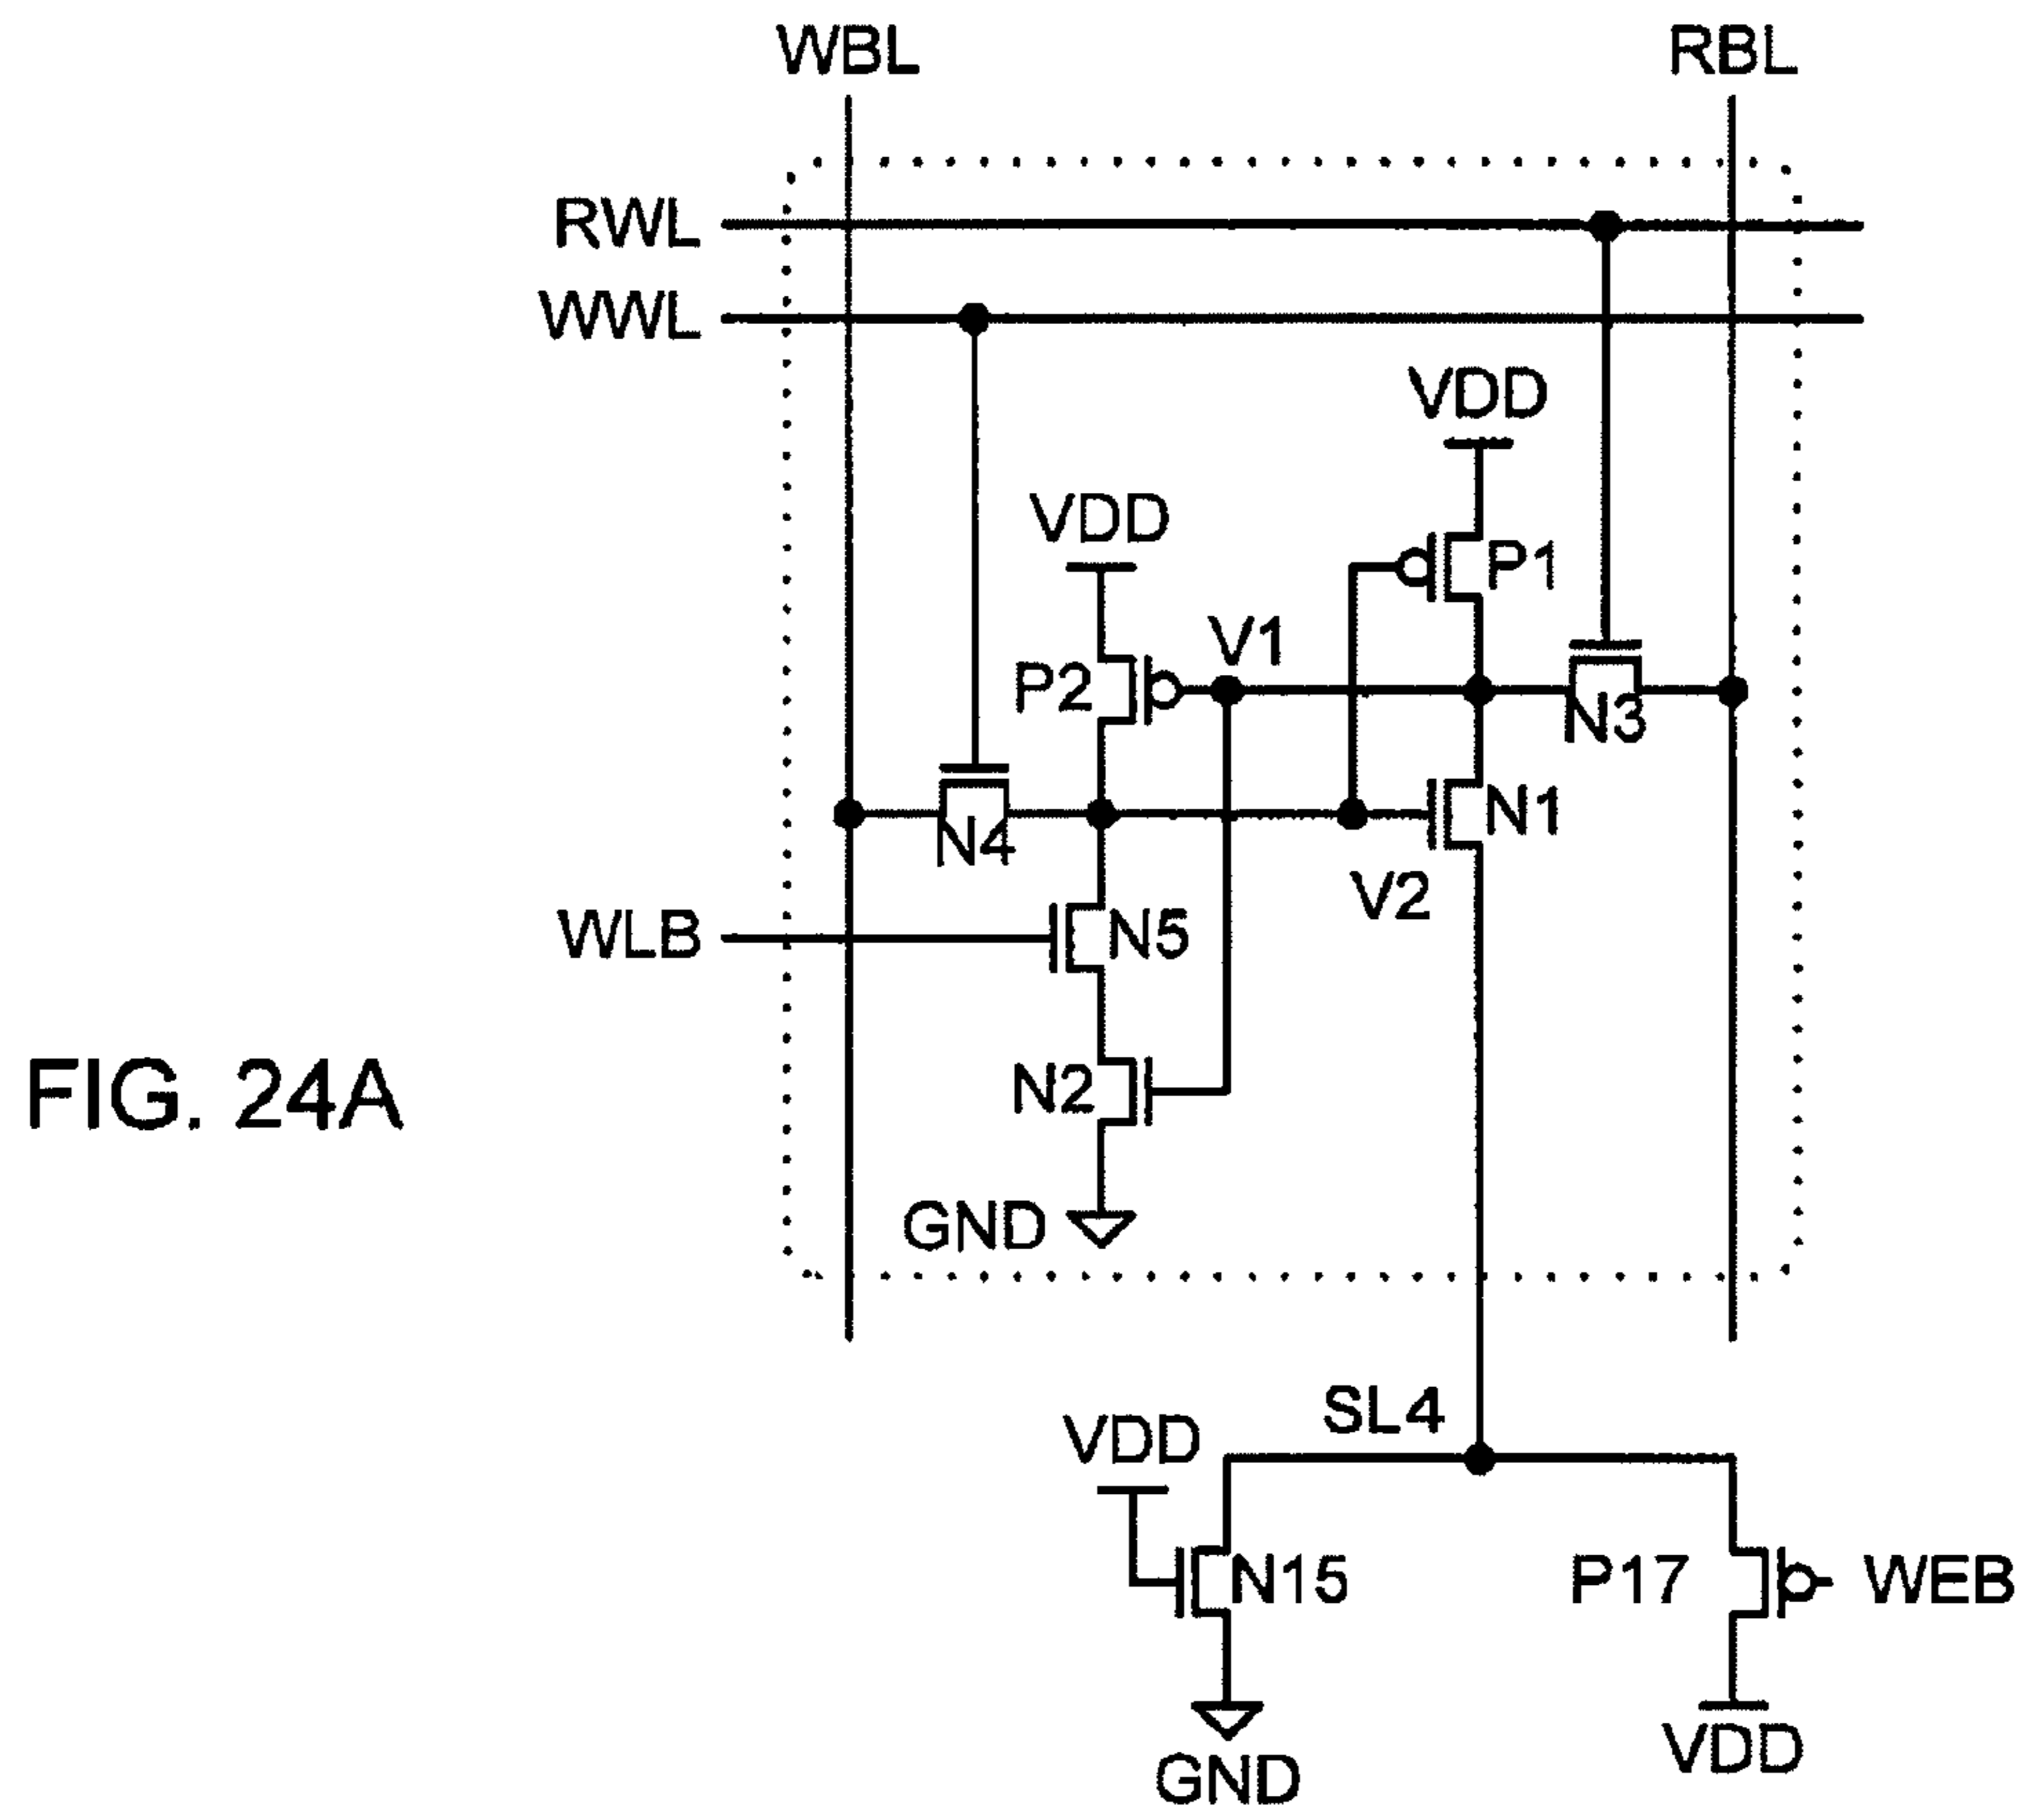 WBL RBL
RWL
WWL
VDD
VDD
P1
V1
P2
N3
N1
N4
V2
WLB N5
N2
FIG. 24A
GND
SL4
VDD
N15 P17 WEB
VDD
GND